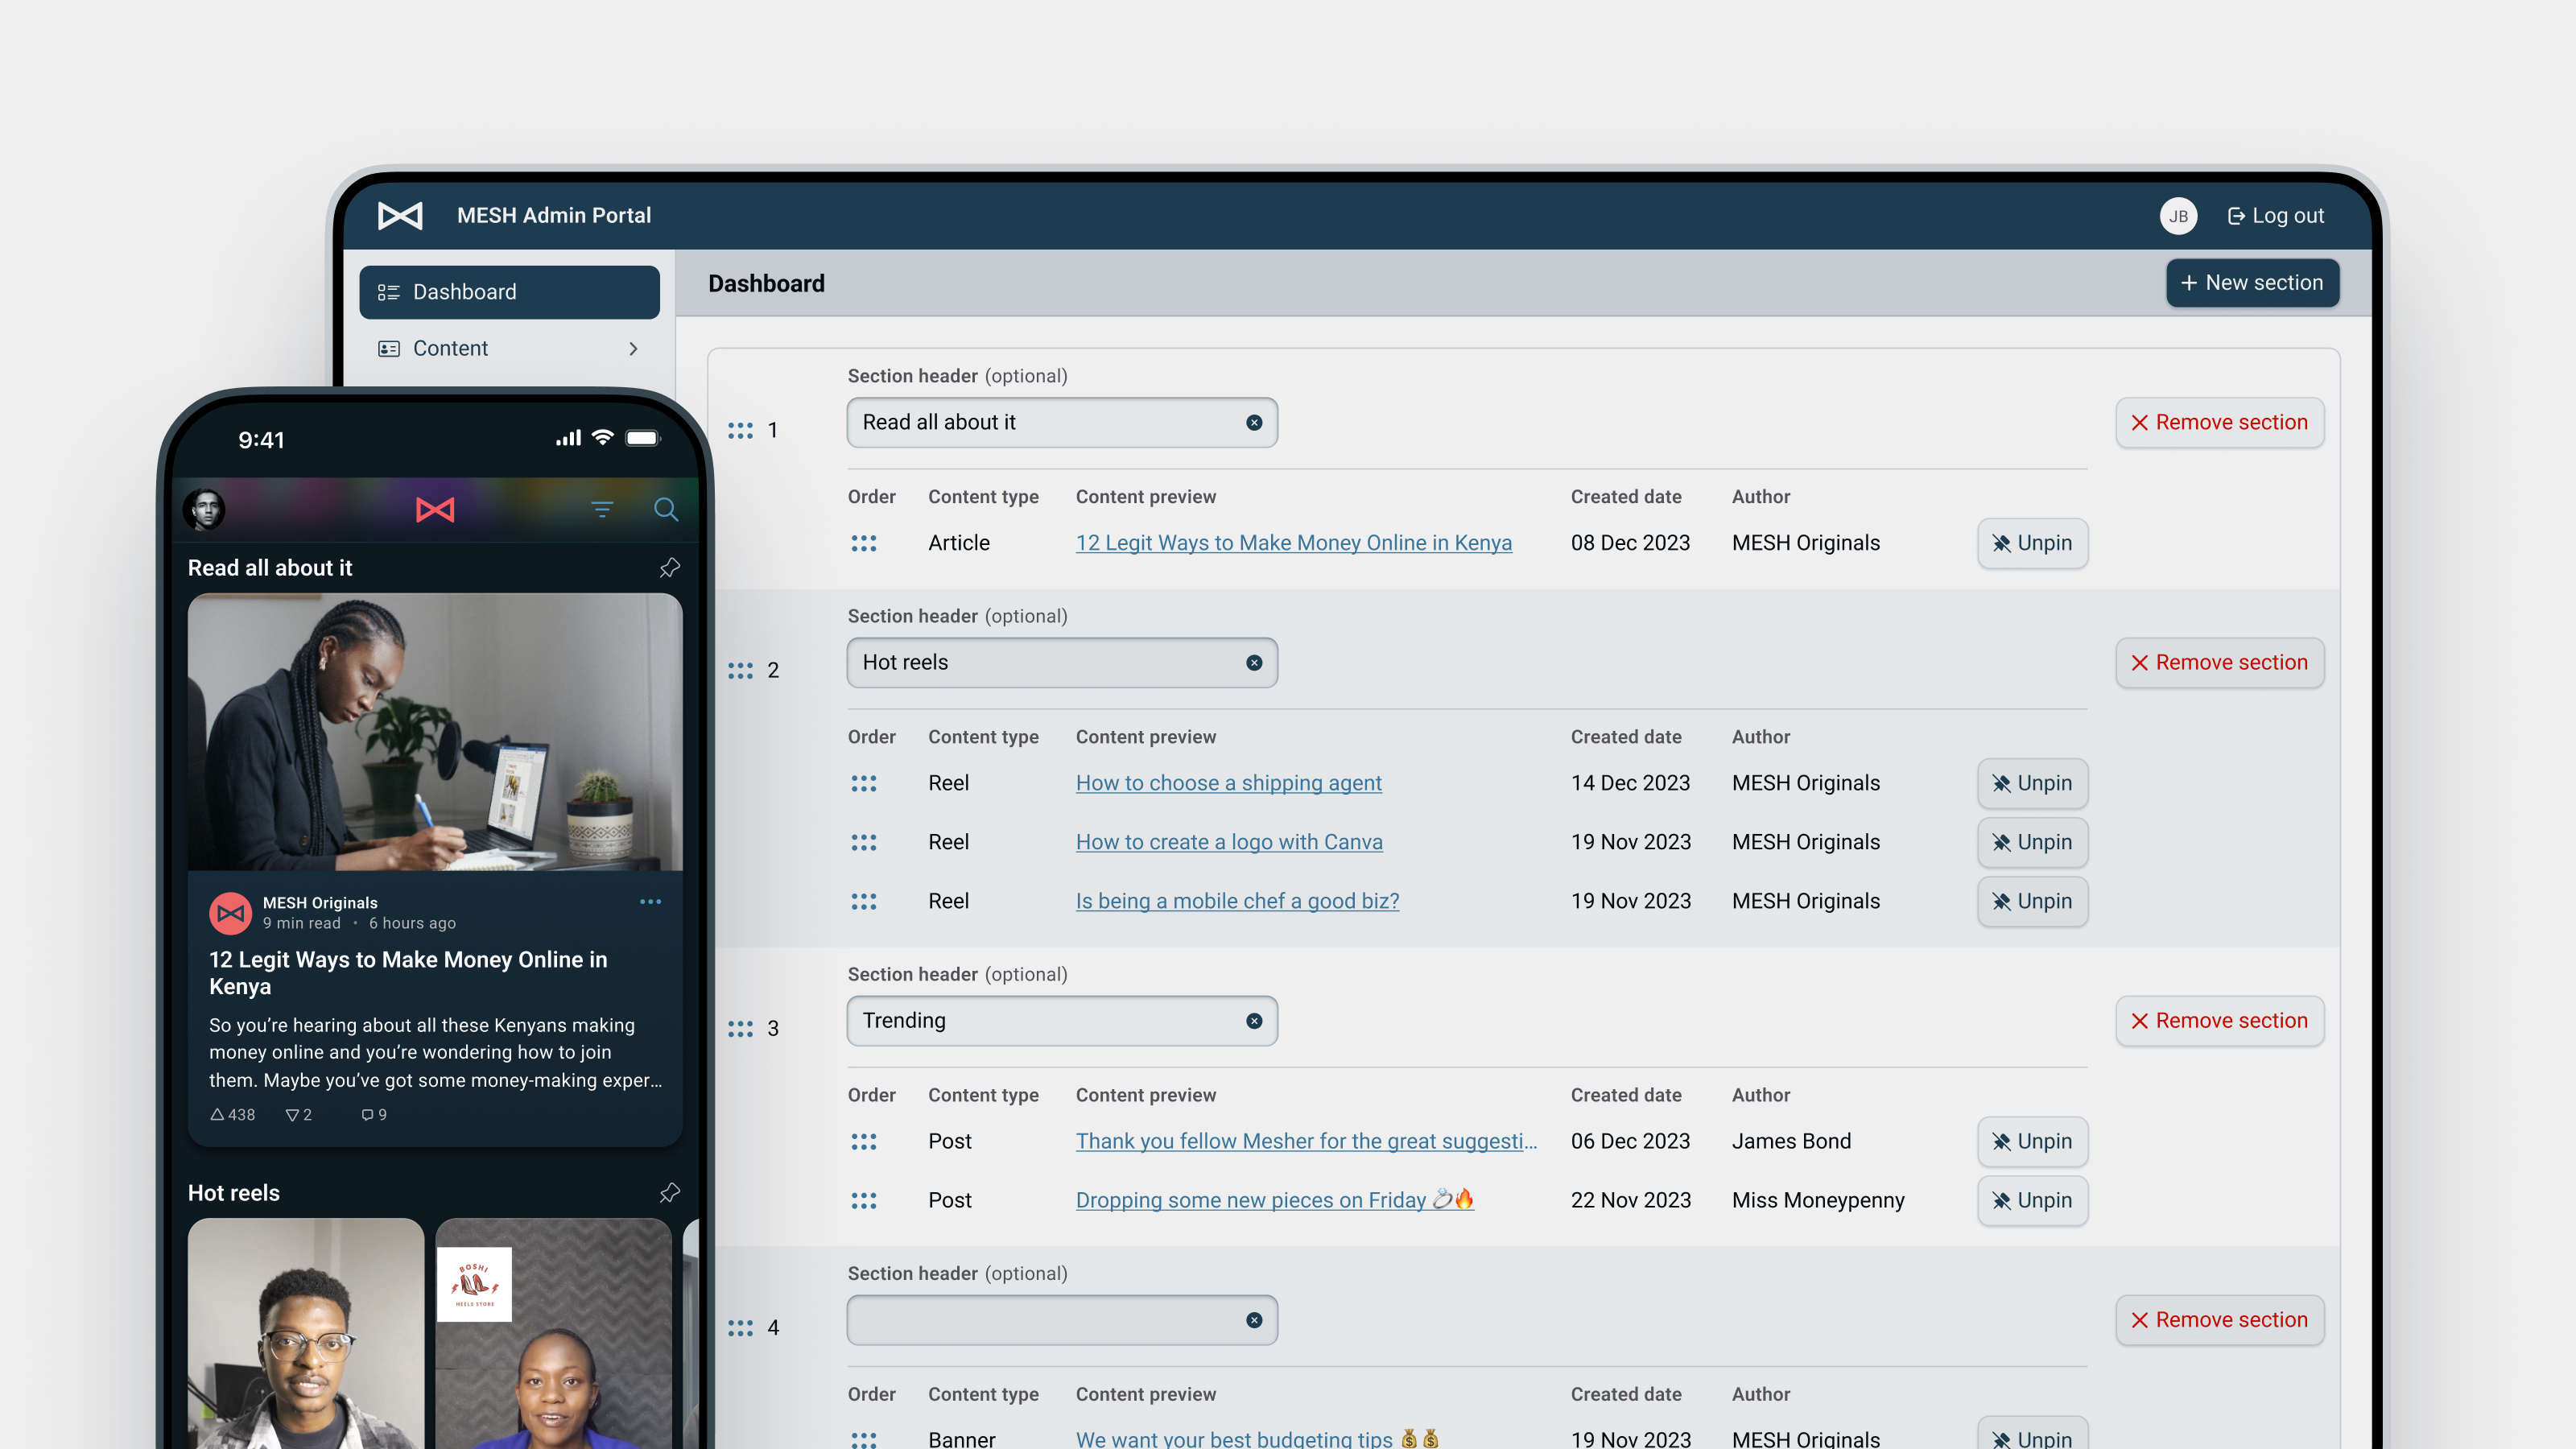 MESH Admin Portal
JB
Log out
Dashboard
Content
Dashboard
+ New section
Section header (optional)
1
Read all about it
Remove section
Order Content type Content preview Created date Author
Article 12 Legit Ways to Make Money Online in Kenya 08 Dec 2023 MESH Originals Unpin
Section header (optional)
2
Hot reels
Remove section
Order Content type Content preview Created date Author
Reel How to choose a shipping agent 14 Dec 2023 MESH Originals Unpin
Reel How to create a logo with Canva 19 Nov 2023 MESH Originals Unpin
Reel Is being a mobile chef a good biz? 19 Nov 2023 MESH Originals Unpin
Section header (optional)
3
Trending
Remove section
Order Content type Content preview Created date Author
Post Thank you fellow Mesher for the great suggesti... 06 Dec 2023 James Bond Unpin
Post Dropping some new pieces on Friday 💍🔥 22 Nov 2023 Miss Moneypenny Unpin
Section header (optional)
4
Remove section
Order Content type Content preview Created date Author
Banner We want your best budgeting tips 💰💰 19 Nov 2023 MESH Originals Unpin
9:41
Read all about it
MESH Originals
9 min read • 6 hours ago
12 Legit Ways to Make Money Online in
Kenya
So you’re hearing about all these Kenyans making
money online and you’re wondering how to join
them. Maybe you’ve got some money-making exper...
438 2 9
Hot reels
BOSHI
HEELS STORE